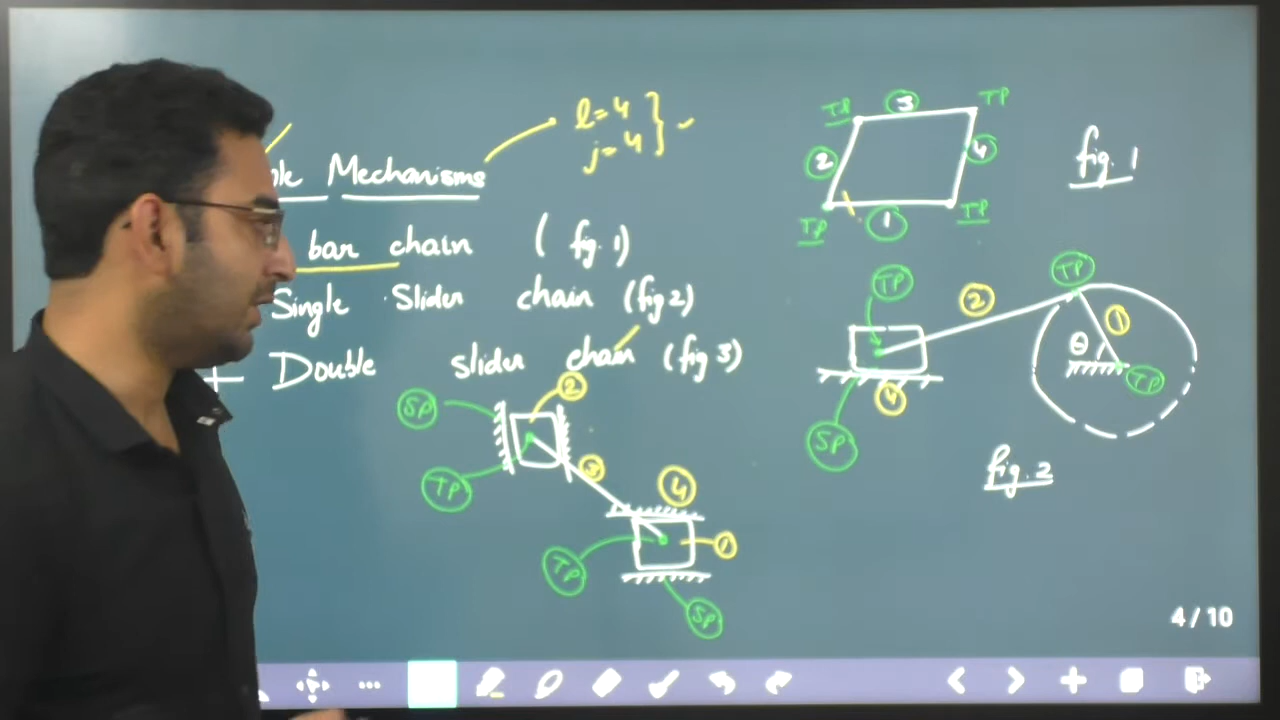 l = 4
j = 4
Mechanisms
bar chain ( fig. 1)
Single Slider chain (fig 2)
Double slider chain (fig 3)
TP
3
TP
2
4
fig. 1
TP
1
TP
TP
2
TP
1
θ
TP
4
SP
fig. 2
SP
2
TP
3
4
1
TP
SP
4/10